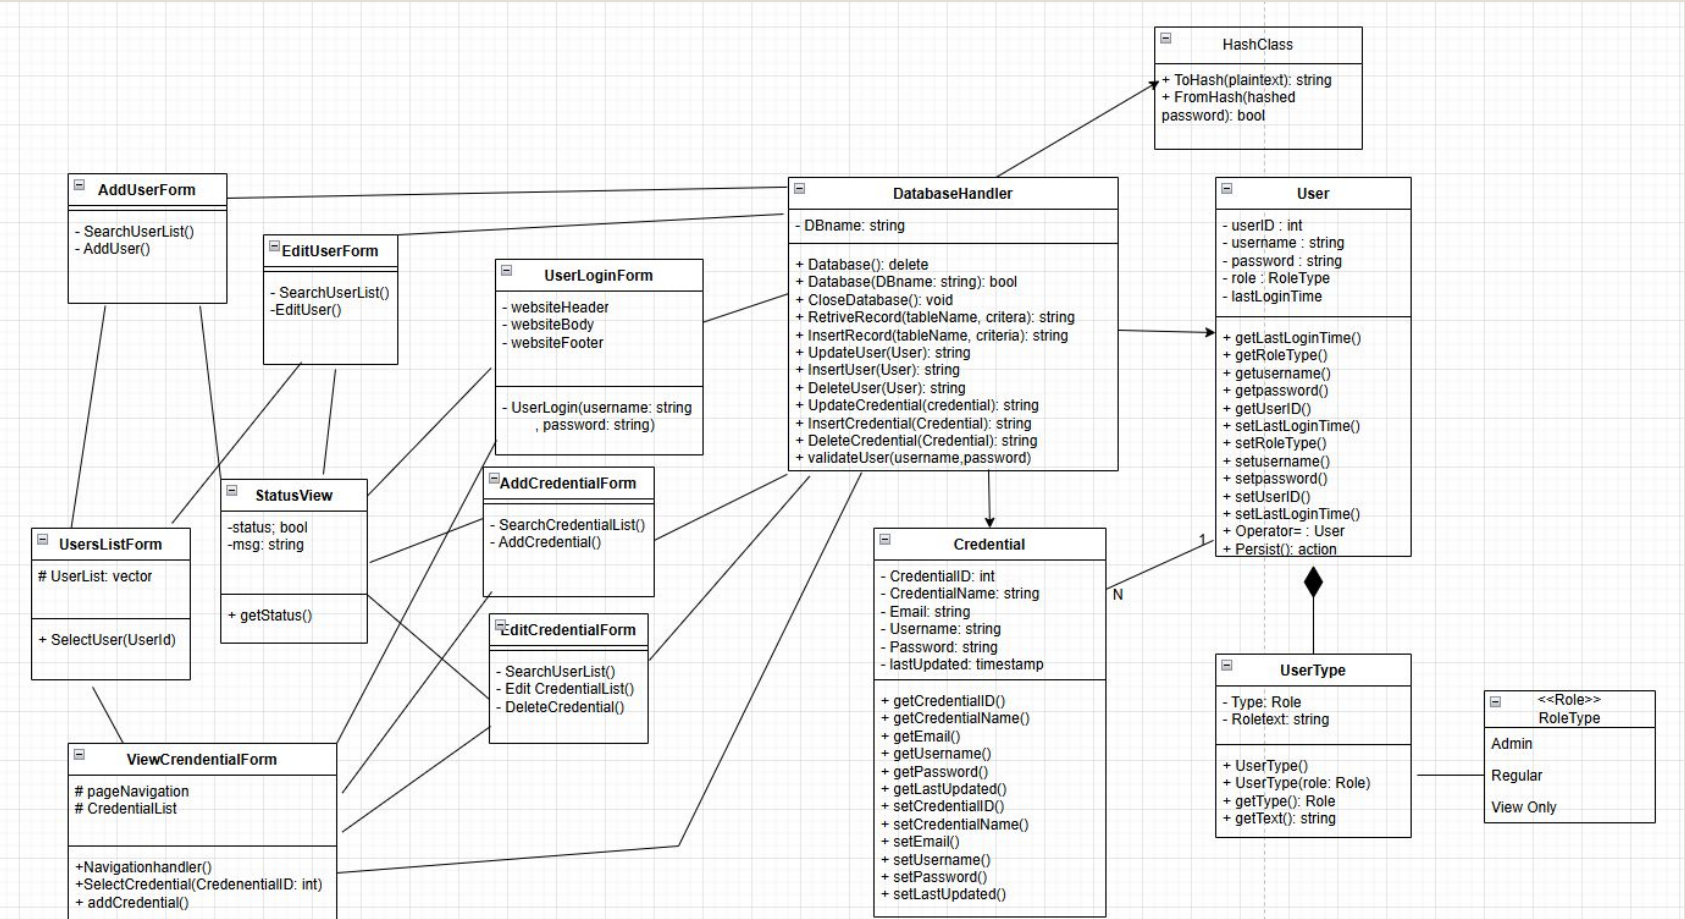 HashClass
+ ToHash(plaintext): string
+ FromHash(hashed
password): bool
AddUserForm
- SearchUserList()
- AddUser()
EditUserForm
- SearchUserList()
-EditUser()
UserLoginForm
- websiteHeader
- websiteBody
- websiteFooter
- UserLogin(username: string
, password: string)
DatabaseHandler
- DBname: string
+ Database(): delete
+ Database(DBname: string): bool
+ CloseDatabase(): void
+ RetriveRecord(tableName, critera): string
+ InsertRecord(tableName, criteria): string
+ UpdateUser(User): string
+ InsertUser(User): string
+ DeleteUser(User): string
+ UpdateCredential(credential): string
+ InsertCredential(Credential): string
+ DeleteCredential(Credential): string
+ validateUser(username,password)
User
- userID : int
- username : string
- password : string
- role : RoleType
- lastLoginTime
+ getLastLoginTime()
+ getRoleType()
+ getusername()
+ getpassword()
+ getUserID()
+ setLastLoginTime()
+ setRoleType()
+ setusername()
+ setpassword()
+ setUserID()
+ setLastLoginTime()
+ Operator= : User
+ Persist(): action
StatusView
-status; bool
-msg: string
+ getStatus()
AddCredentialForm
- SearchCredentialList()
- AddCredential()
UsersListForm
# UserList: vector
+ SelectUser(UserId)
EditCredentialForm
- SearchUserList()
- Edit CredentialList()
- DeleteCredential()
Credential
- CredentialID: int
- CredentialName: string
- Email: string
- Username: string
- Password: string
- lastUpdated: timestamp
+ getCredentialID()
+ getCredentialName()
+ getEmail()
+ getUsername()
+ getPassword()
+ getLastUpdated()
+ setCredentialID()
+ setCredentialName()
+ setEmail()
+ setUsername()
+ setPassword()
+ setLastUpdated()
1
N
UserType
- Type: Role
- Roletext: string
+ UserType()
+ UserType(role: Role)
+ getType(): Role
+ getText(): string
<<Role>>
RoleType
Admin
Regular
View Only
ViewCrendentialForm
# pageNavigation
# CredentialList
+Navigationhandler()
+SelectCredential(CredenentialID: int)
+ addCredential()